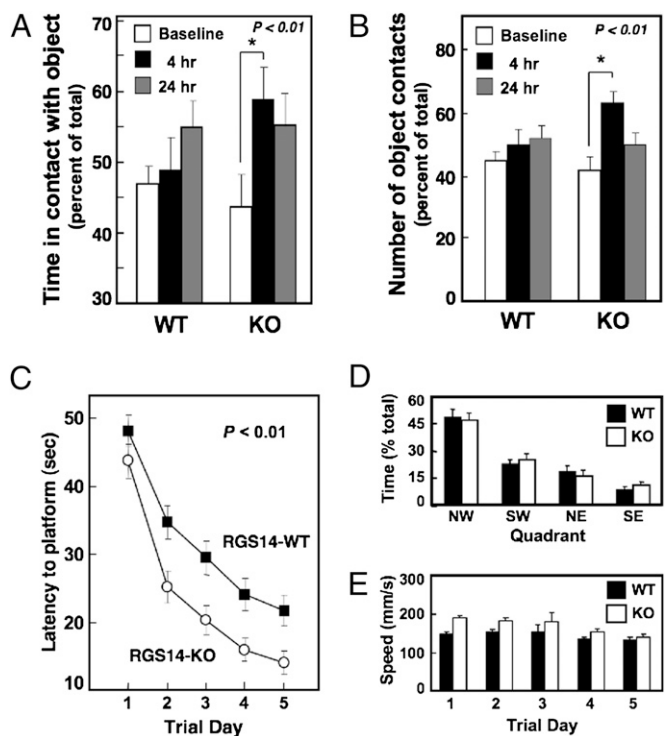 A
Time in contact with object
(percent of total)
70
60
50
40
30
Baseline
4 hr
24 hr
P < 0.01
*
WT
KO
B
Number of object contacts
(percent of total)
80
60
40
20
0
Baseline
4 hr
24 hr
P < 0.01
*
WT
KO
C
Latency to platform (sec)
50
40
30
20
10
P < 0.01
RGS14-WT
RGS14-KO
1 2 3 4 5
Trial Day
D
Time (% total)
60
45
30
15
0
WT
KO
NW SW NE SE
Quadrant
E
Speed (mm/s)
300
200
100
0
WT
KO
1 2 3 4 5
Trial Day